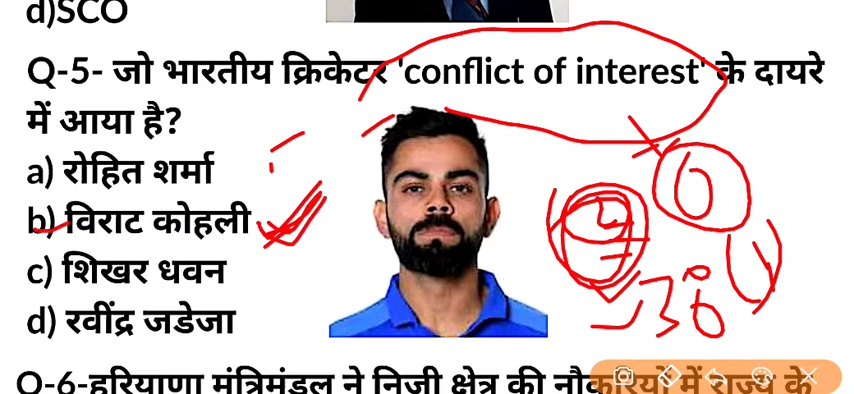 d)SCO
Q-5- जो भारतीय क्रिकेटर 'conflict of interest' के दायरे
में आया है?
a) रोहित शर्मा
b) विराट कोहली
c) शिखर धवन
d) रवींद्र जडेजा
Q-6-हरियाणा मंत्रिमंडल ने निजी क्षेत्र की नौकरियों में राज्य के